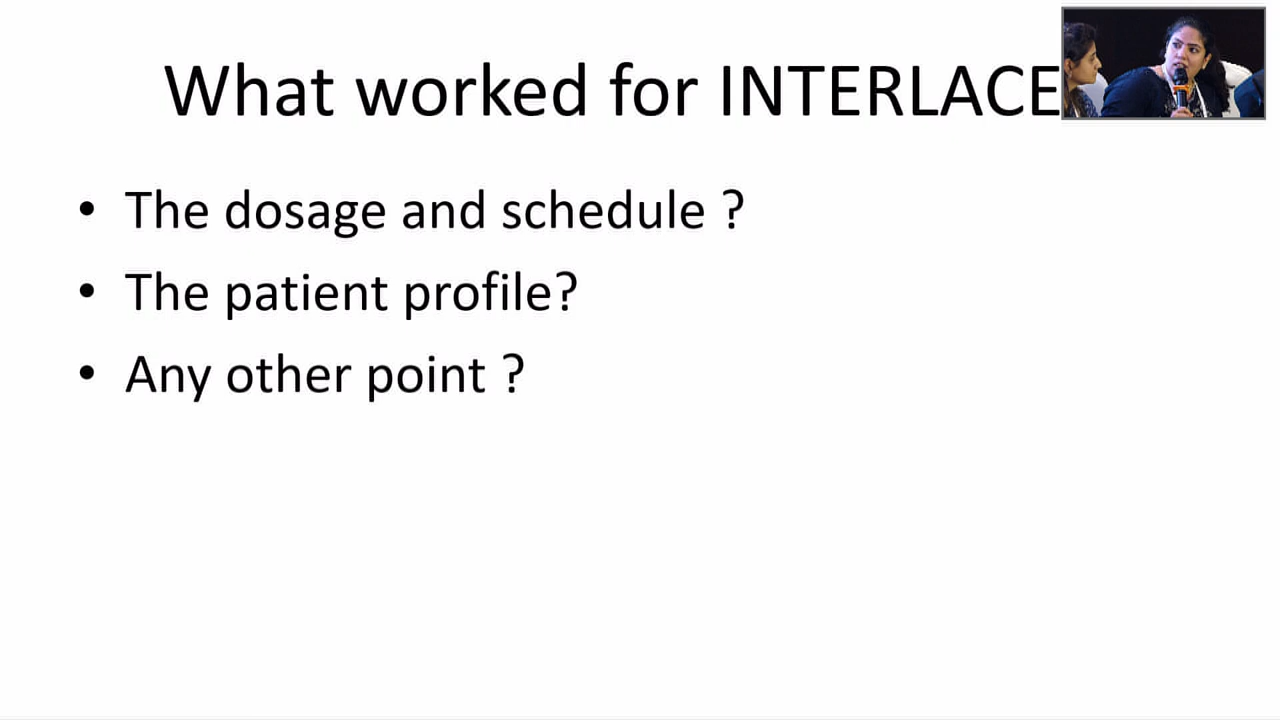 What worked for INTERLACE
• The dosage and schedule ?
• The patient profile?
• Any other point ?